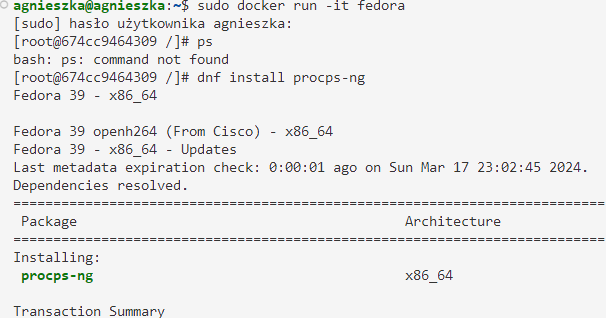 agnieszka@agnieszka:~$ sudo docker run -it fedora
[sudo] hasło użytkownika agnieszka:
[root@674cc9464309 /]# ps
bash: ps: command not found
[root@674cc9464309 /]# dnf install procps-ng
Fedora 39 - x86_64
Fedora 39 openh264 (From Cisco) - x86_64
Fedora 39 - x86_64 - Updates
Last metadata expiration check: 0:00:01 ago on Sun Mar 17 23:02:45 2024.
Dependencies resolved.
==========================================================================
Package Architecture
==========================================================================
Installing:
procps-ng x86_64
Transaction Summary